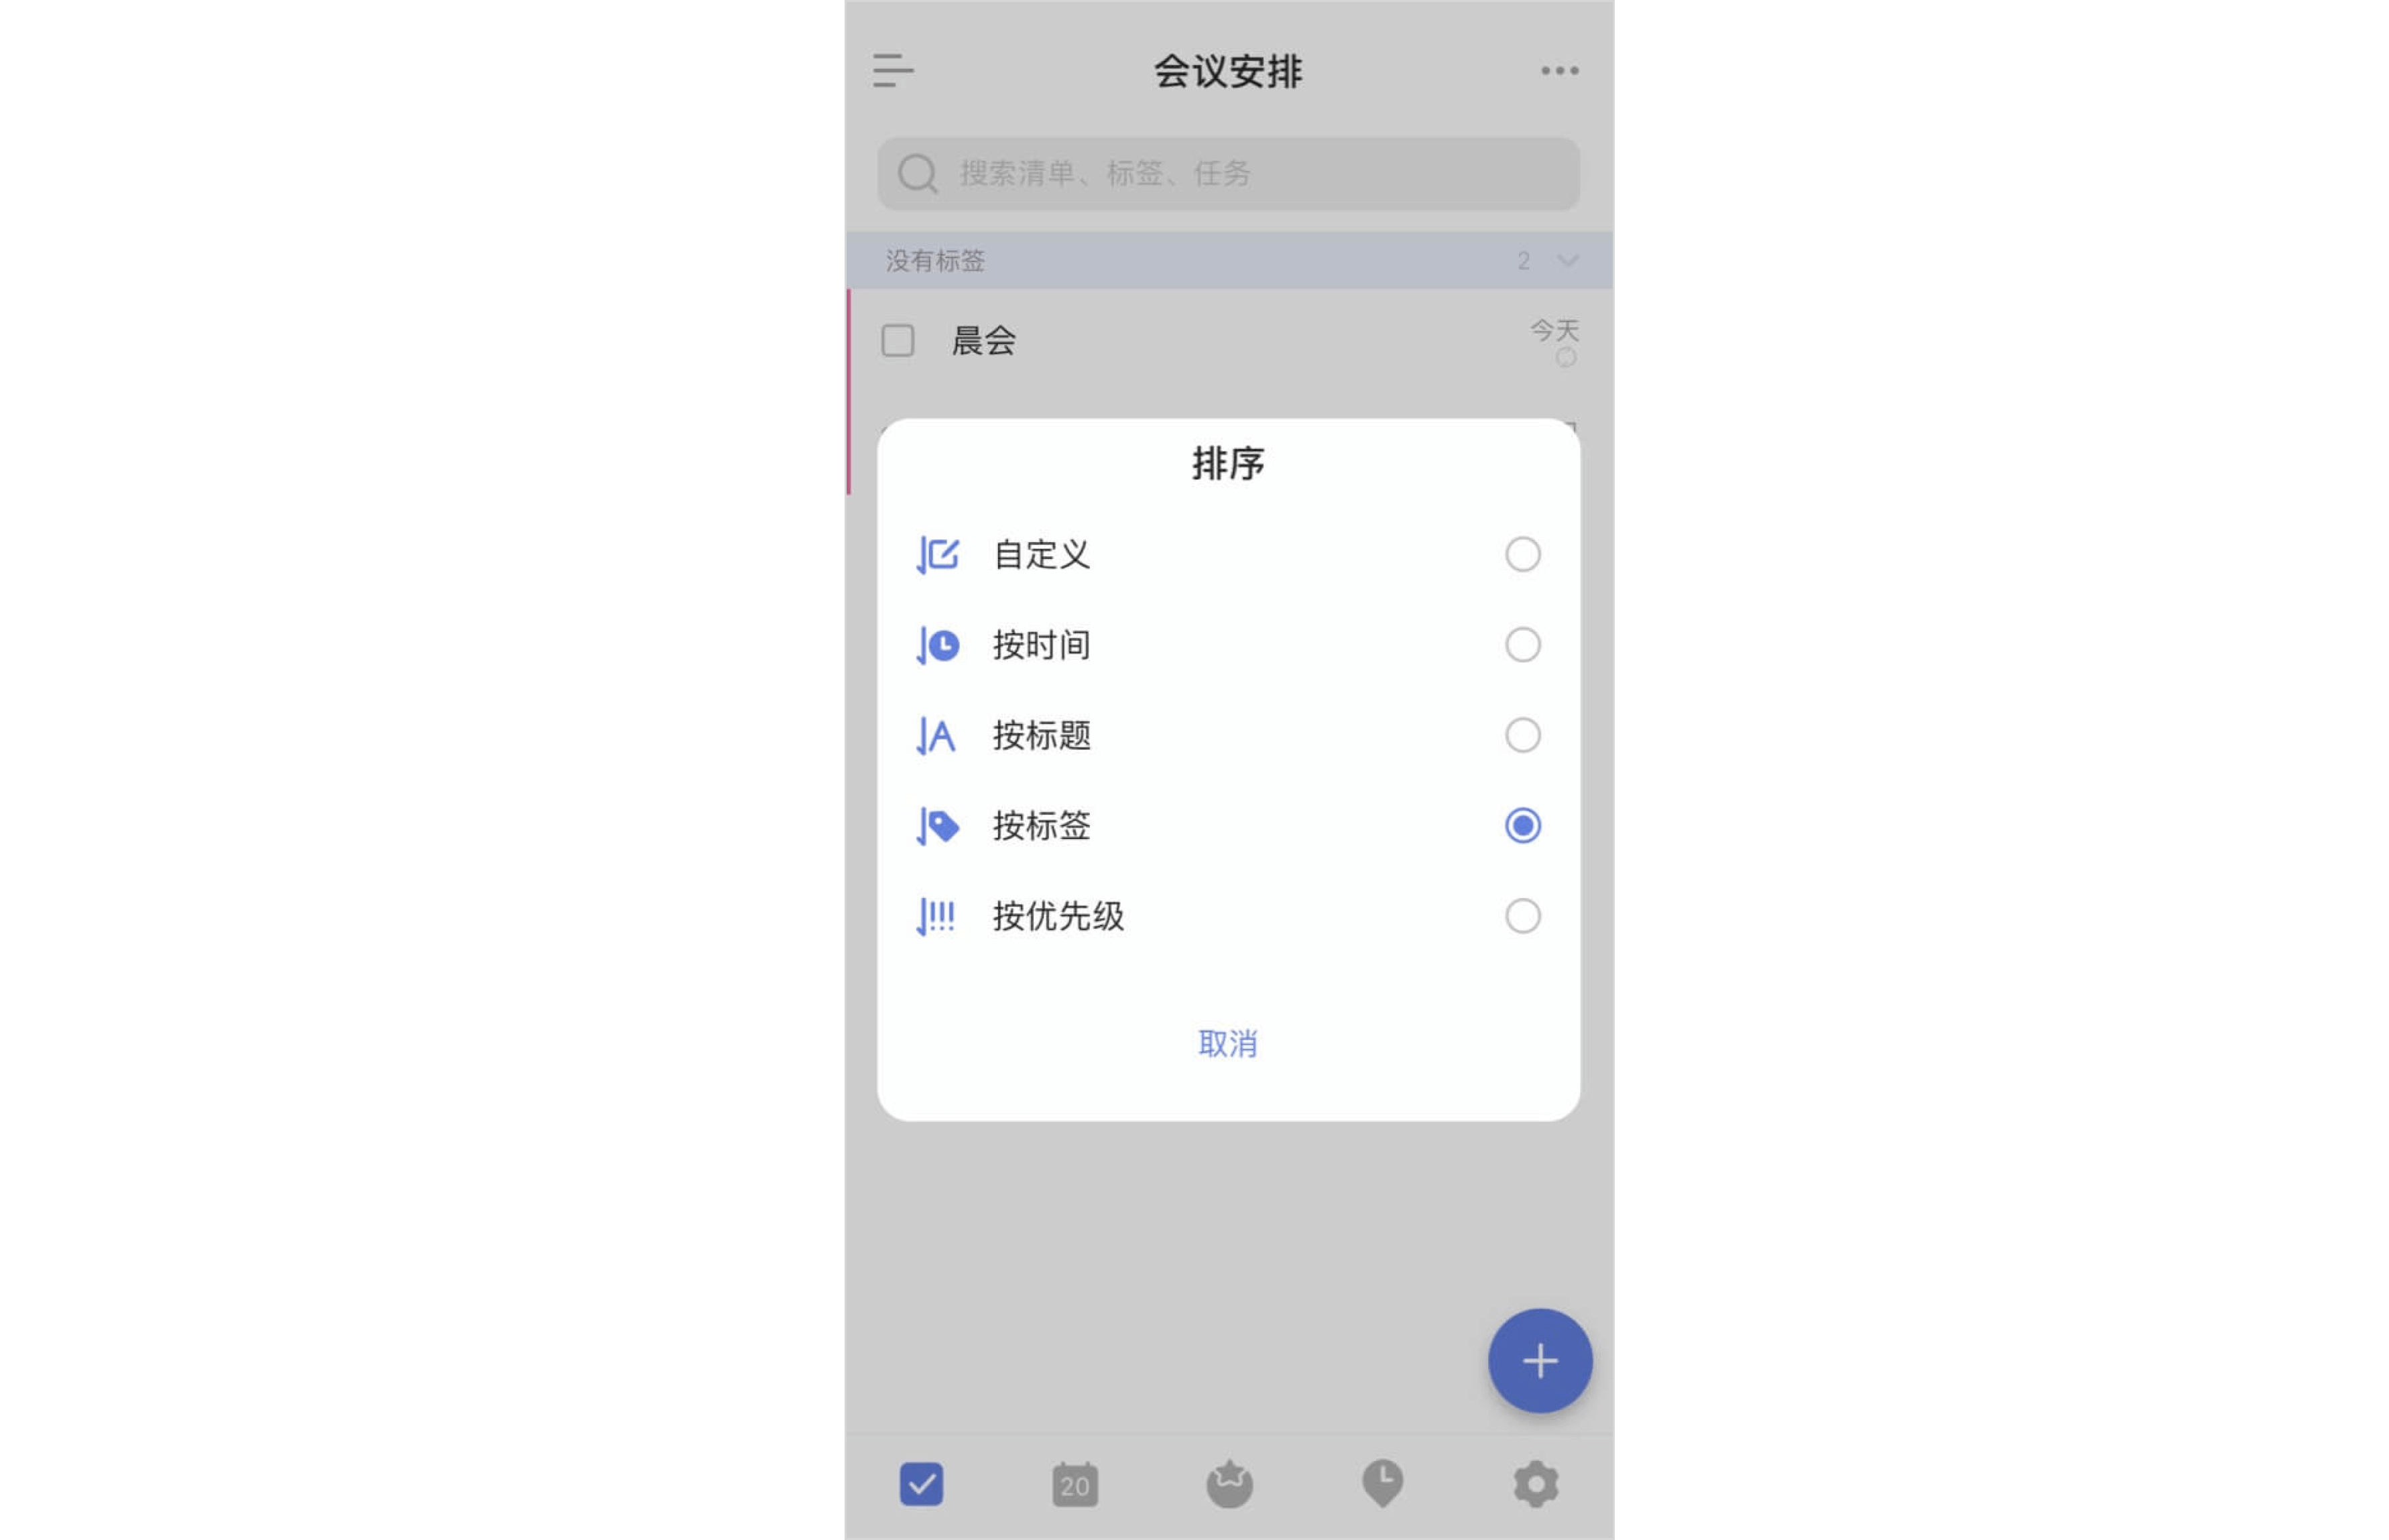 会议安排
搜索清单、标签、任务
没有标签 2
晨会 今天
排序
自定义
按时间
按标题
按标签
按优先级
取消
20